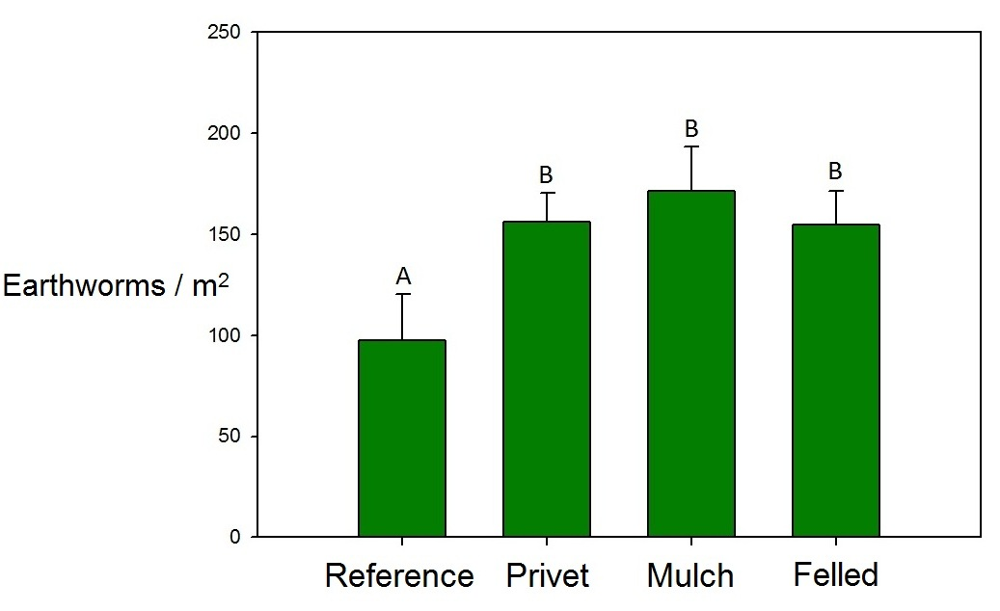 250
200
150
100
50
0
Earthworms / m²
A
B
B
B
Reference Privet Mulch Felled